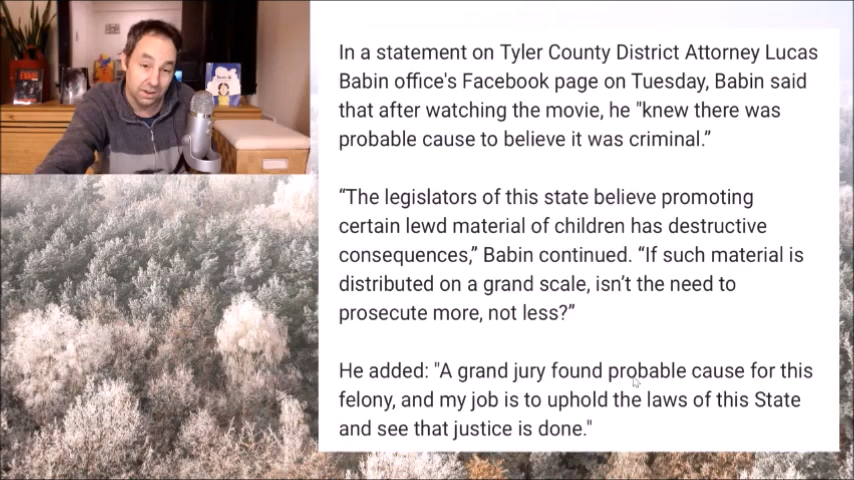 In a statement on Tyler County District Attorney Lucas
Babin office's Facebook page on Tuesday, Babin said
that after watching the movie, he "knew there was
probable cause to believe it was criminal.”
“The legislators of this state believe promoting
certain lewd material of children has destructive
consequences,” Babin continued. “If such material is
distributed on a grand scale, isn’t the need to
prosecute more, not less?”
He added: "A grand jury found probable cause for this
felony, and my job is to uphold the laws of this State
and see that justice is done."